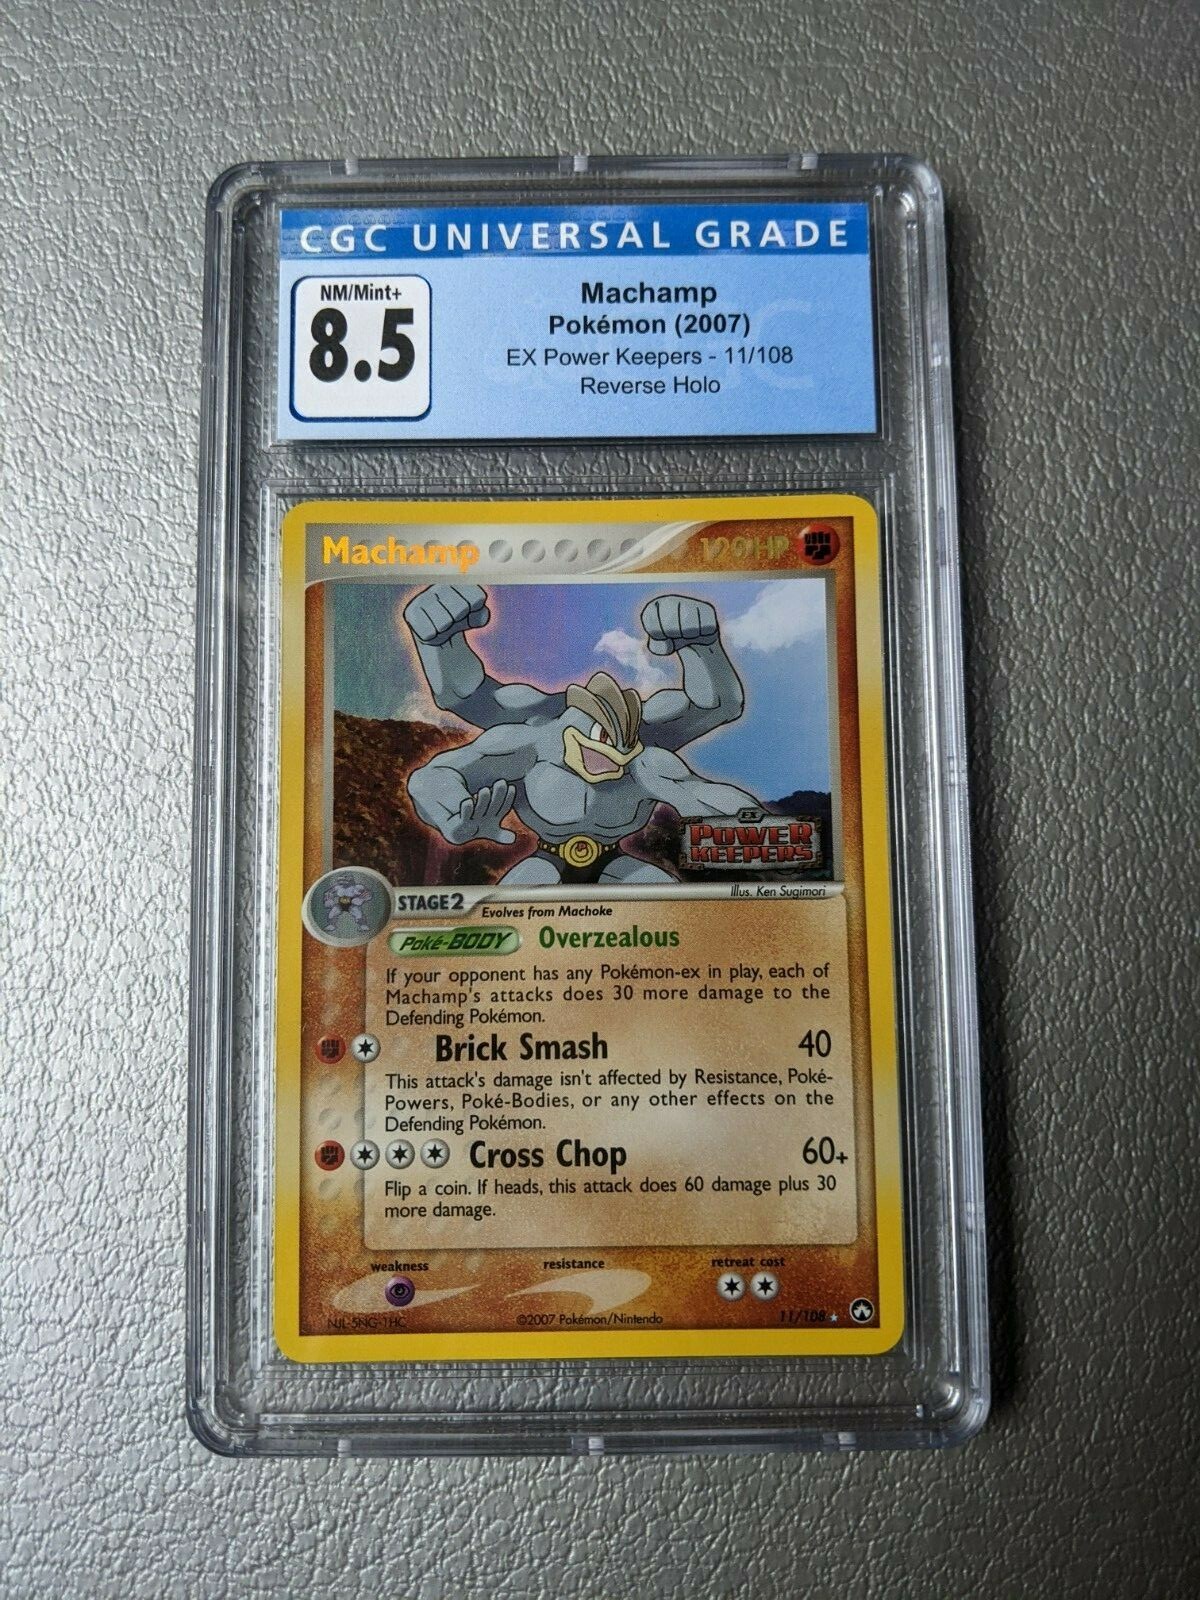 CGC UNIVERSAL GRADE
NM/Mint+
8.5
Machamp
Pokémon (2007)
EX Power Keepers - 11/108
Reverse Holo
Machamp 120 HP
EX
POWER
KEEPERS
Illus. Ken Sugimori
STAGE2 Evolves from Machoke
Poké-BODY Overzealous
If your opponent has any Pokémon-ex in play, each of
Machamp's attacks does 30 more damage to the
Defending Pokémon.
Brick Smash 40
This attack's damage isn't affected by Resistance, Poké-
Powers, Poké-Bodies, or any other effects on the
Defending Pokémon.
Cross Chop 60+
Flip a coin. If heads, this attack does 60 damage plus 30
more damage.
weakness resistance retreat cost
NJL-5NG-1HC ©2007 Pokémon/Nintendo 11/108